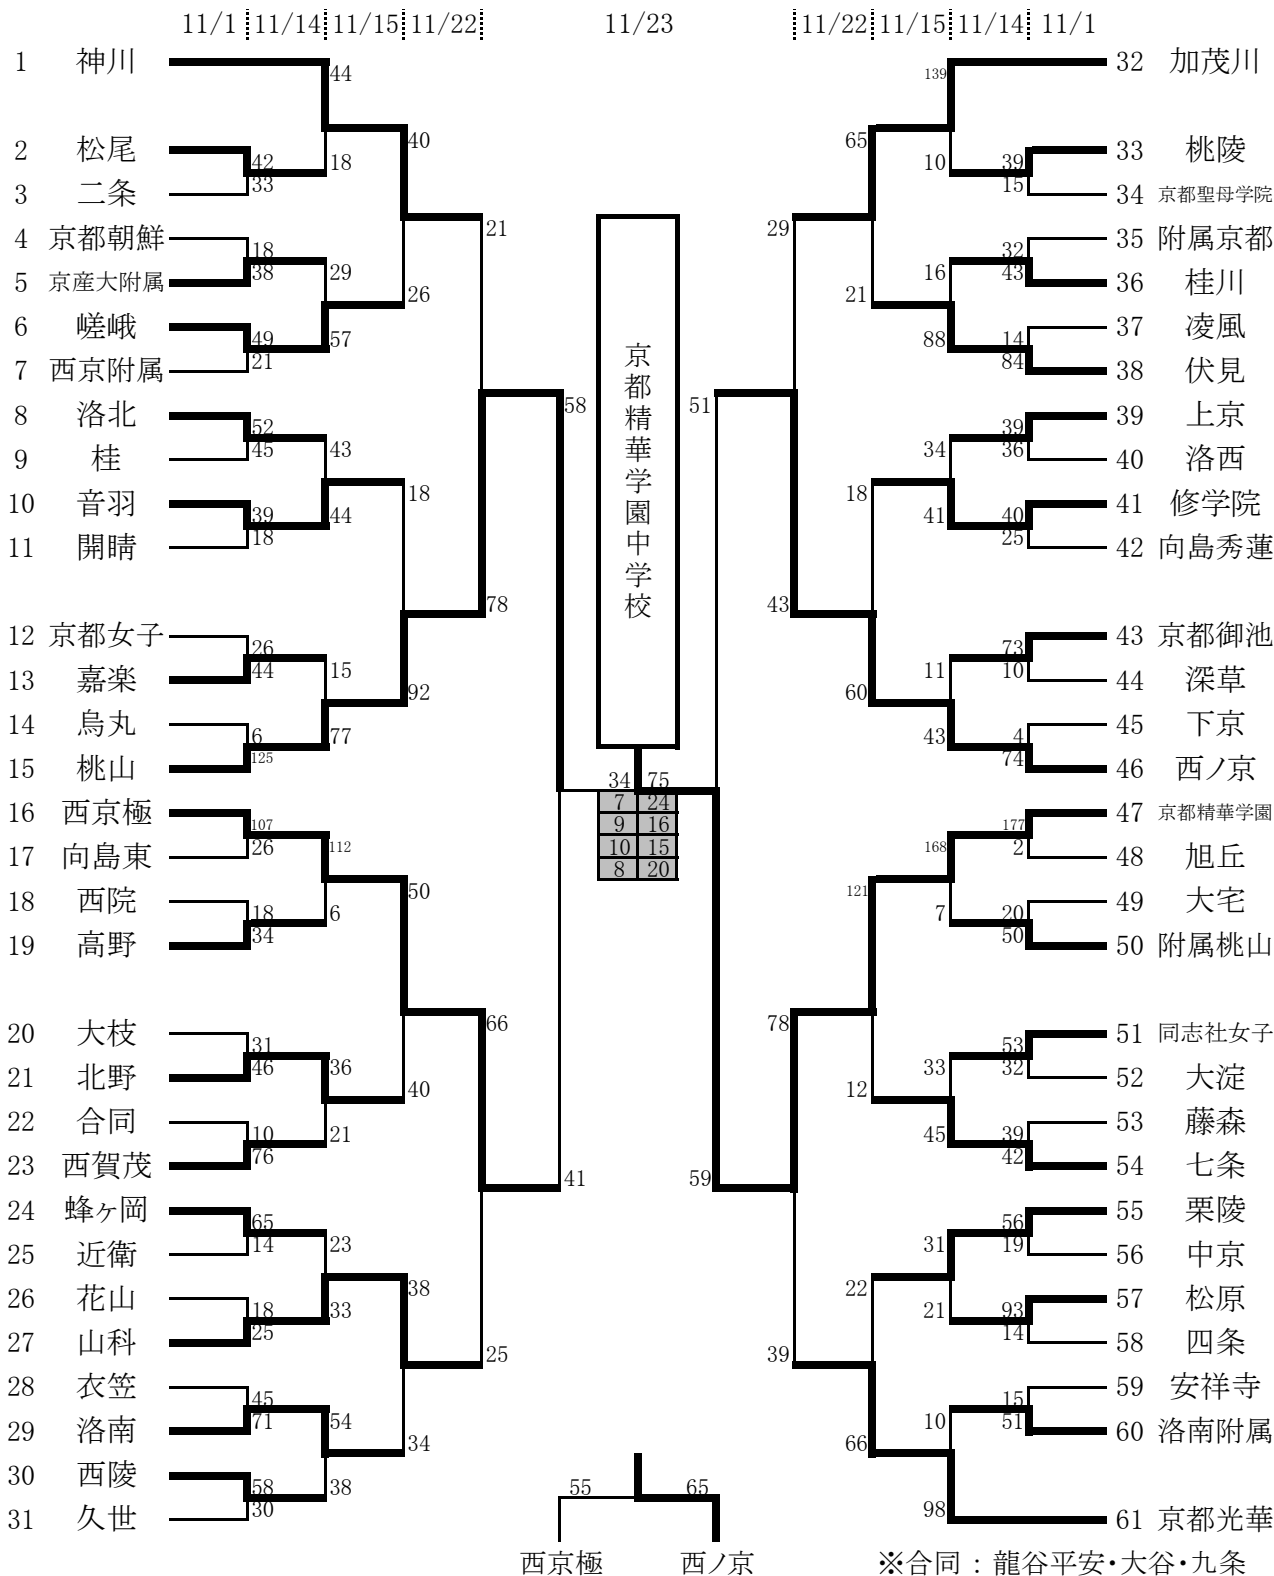 11/1 11/14 11/15 11/22 11/23 11/22 11/15 11/14 11/1
1 神川 44 139 32 加茂川
40 65
2 松尾 42 18 10 39 33 桃陵
3 二条 33 15 34 京都聖母学院
21 29
4 京都朝鮮 18 32 35 附属京都
5 京産大附属 38 29 16 43 36 桂川
26 21
6 嵯峨 49 57 88 14 37 凌風
7 西京附属 21 84 38 伏見
58 51
8 洛北 52 39 39 上京
9 桂 45 43 34 36 40 洛西
18 18
10 音羽 39 44 41 40 41 修学院
11 開晴 18 25 42 向島秀蓮
京都精華学園中学校
78 43
12 京都女子 26 73 43 京都御池
13 嘉楽 44 15 11 10 44 深草
92 60
14 烏丸 6 77 43 4 45 下京
15 桃山 125 74 46 西ノ京
34 75
7 24
9 16
10 15
8 20
16 西京極 107 177 47 京都精華学園
17 向島東 26 112 168 2 48 旭丘
50 121
18 西院 18 6 7 20 49 大宅
19 高野 34 50 50 附属桃山
66 78
20 大枝 31 53 51 同志社女子
21 北野 46 36 33 32 52 大淀
40 12
22 合同 10 21 45 39 53 藤森
23 西賀茂 76 42 54 七条
41 59
24 蜂ヶ岡 65 56 55 栗陵
25 近衛 14 23 31 19 56 中京
38 22
26 花山 18 33 21 93 57 松原
27 山科 25 14 58 四条
25 39
28 衣笠 45 15 59 安祥寺
29 洛南 71 54 10 51 60 洛南附属
34 66
30 西陵 58 38 98
31 久世 30 61 京都光華
55 65
西京極 西ノ京
※合同：龍谷平安・大谷・九条